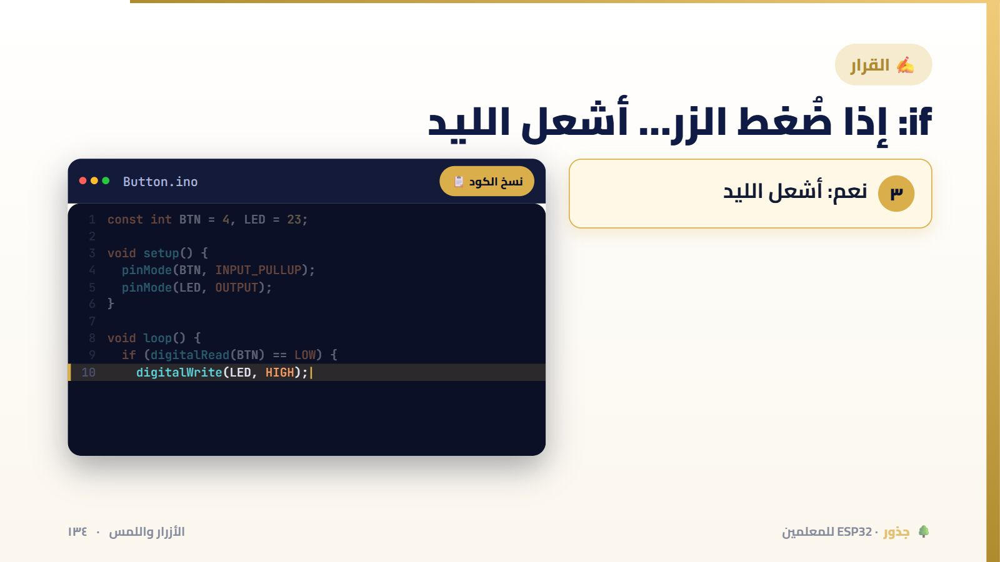 ✍️ القرار
if: إذا ضُغط الزر... أشعل الليد
٣ نعم: أشعل الليد
Button.ino
نسخ الكود 📋
1 const int BTN = 4, LED = 23;
2
3 void setup() {
4   pinMode(BTN, INPUT_PULLUP);
5   pinMode(LED, OUTPUT);
6 }
7
8 void loop() {
9   if (digitalRead(BTN) == LOW) {
10     digitalWrite(LED, HIGH);
🌳 جذور · ESP32 للمعلمين
الأزرار واللمس · ١٣٤